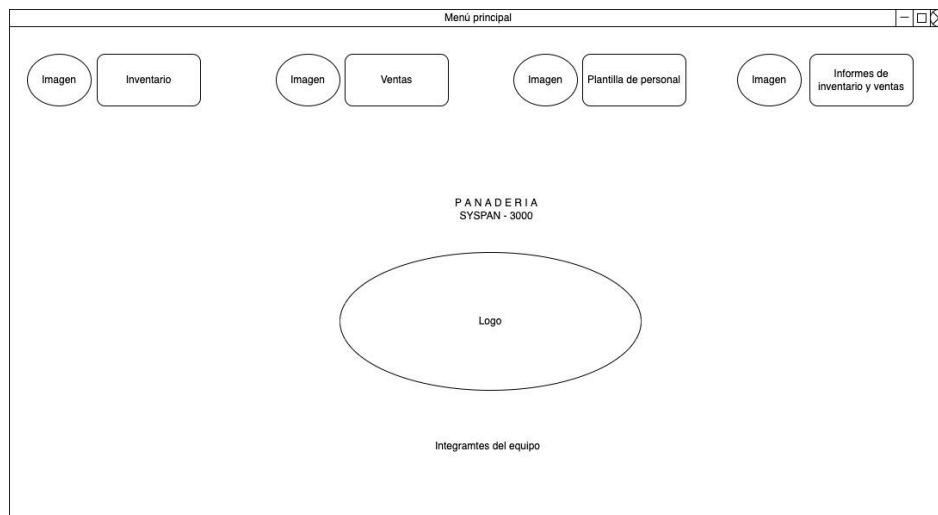 Menú principal
Imagen
Inventario
Imagen
Ventas
Imagen
Plantilla de personal
Imagen
Informes de
inventario y ventas
P A N A D E R I A
SYSPAN - 3000
Logo
Integramtes del equipo